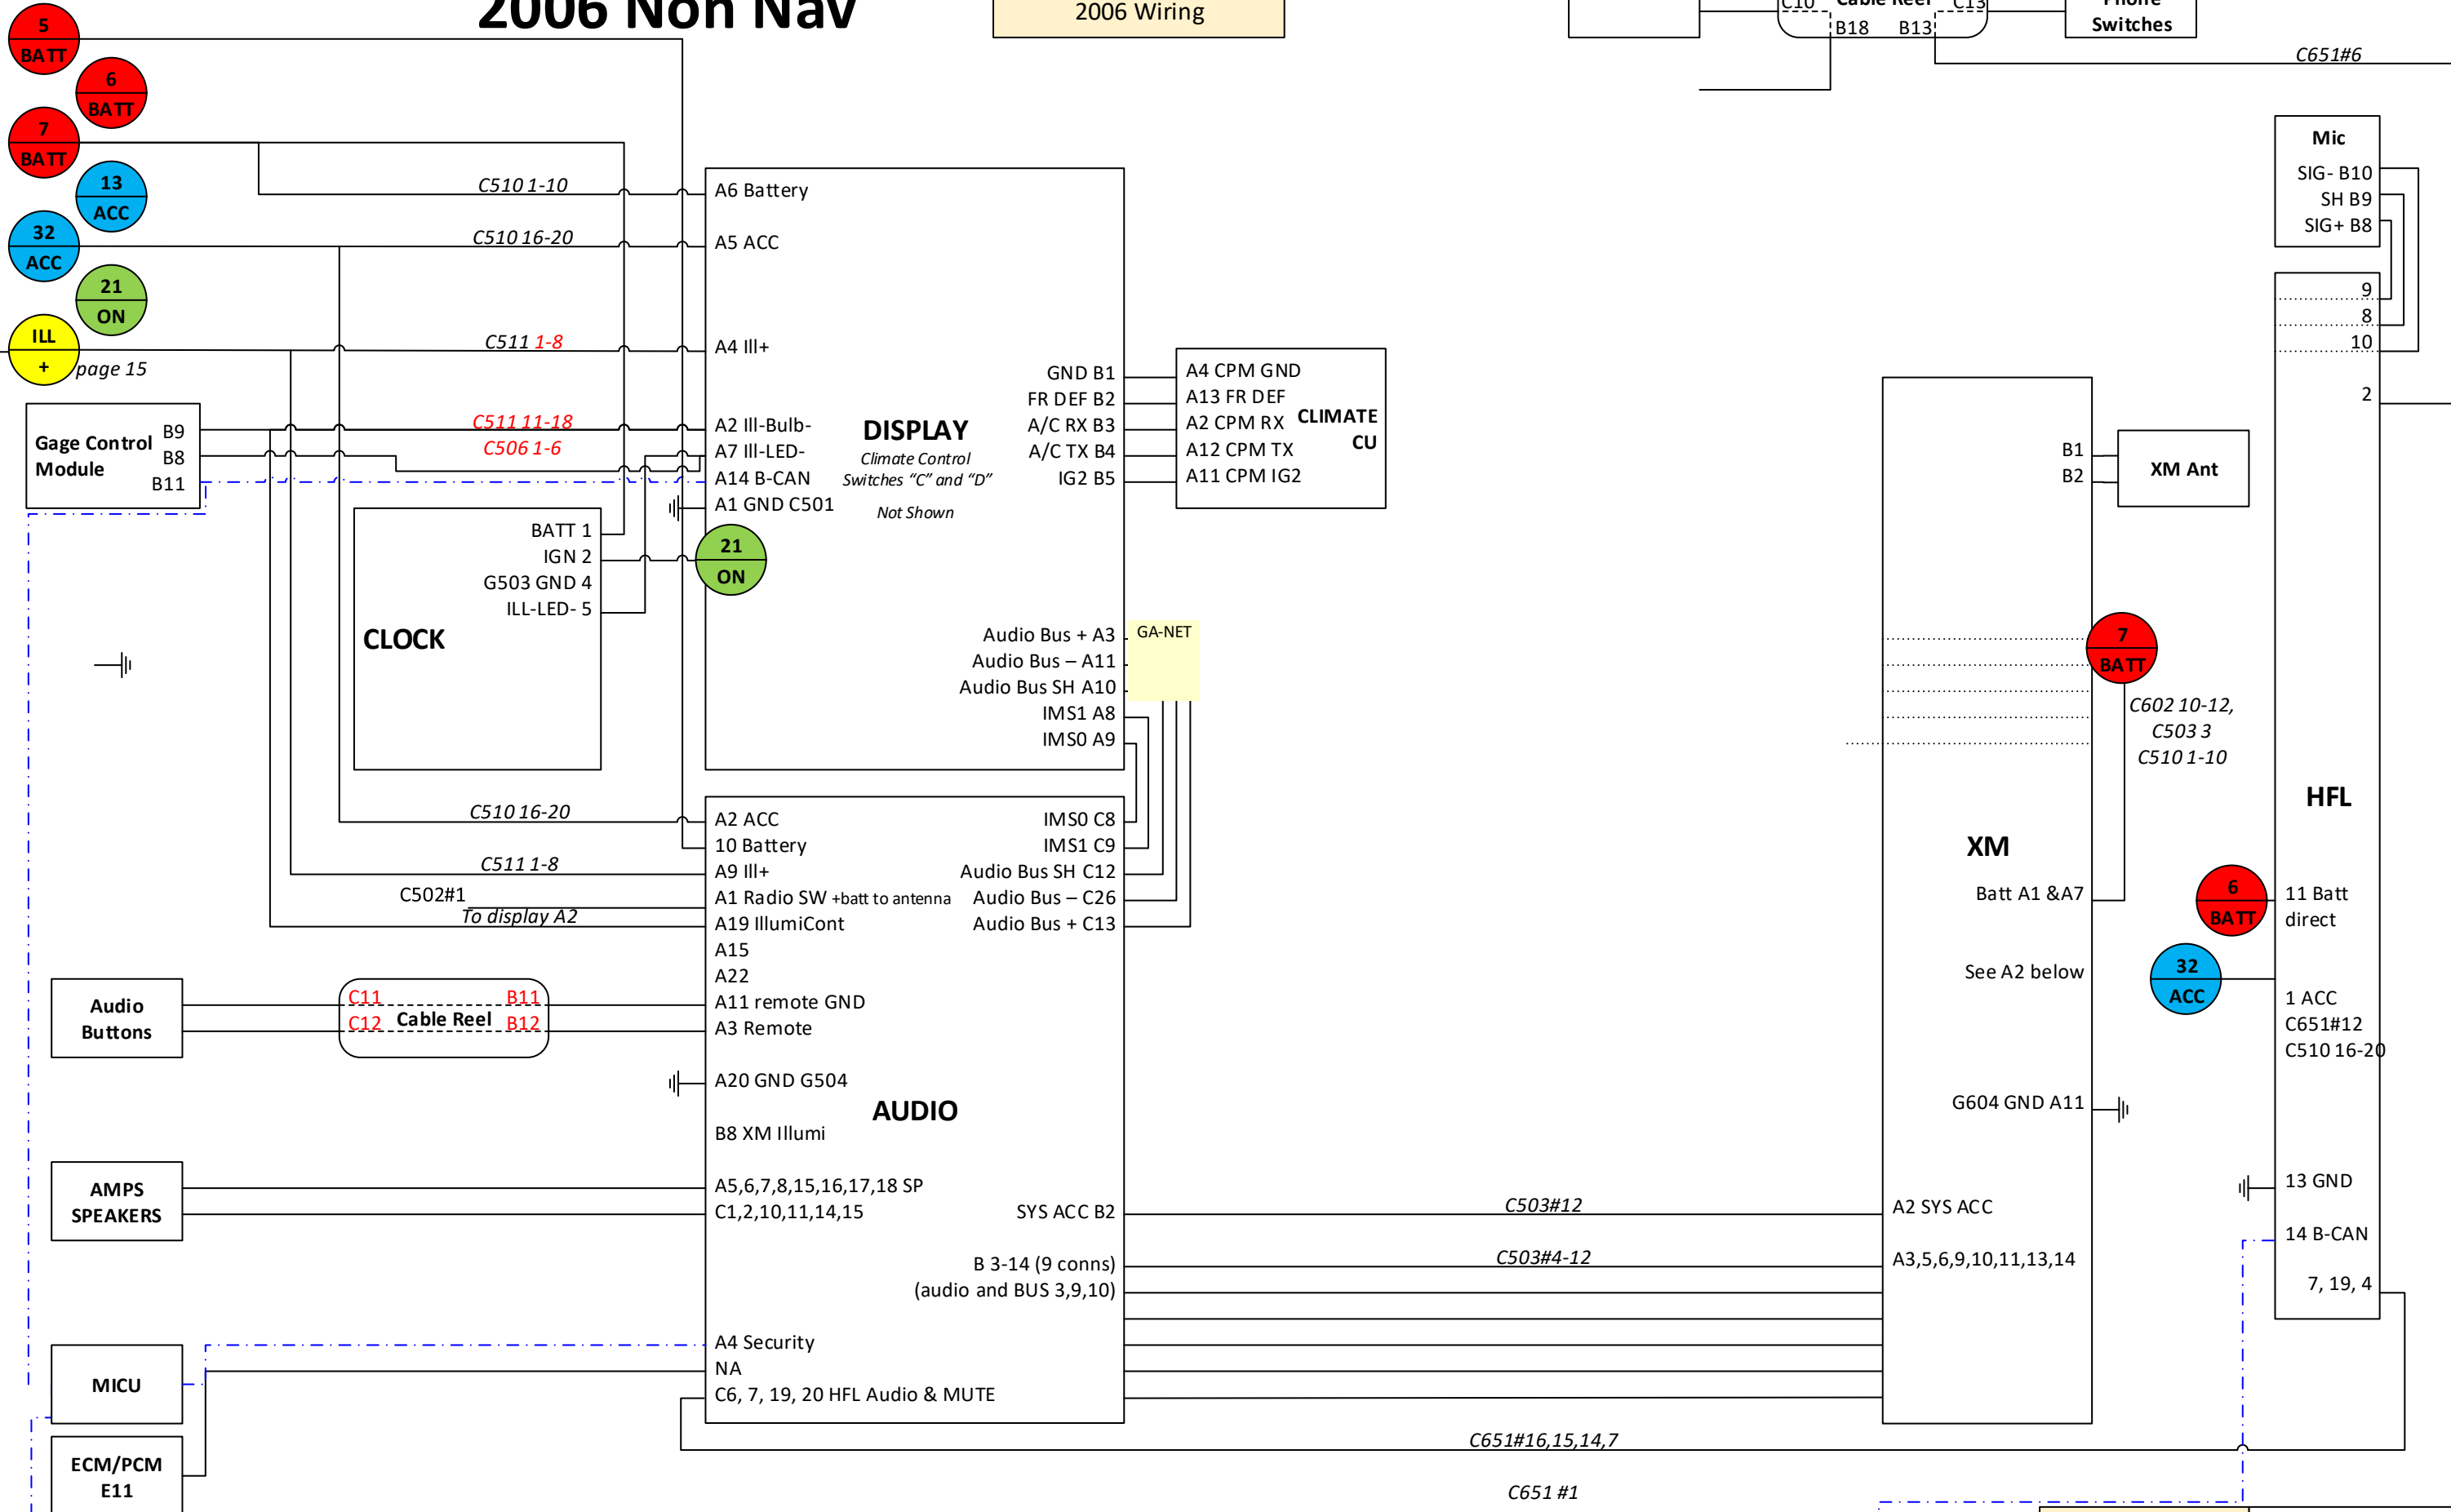 2006 Non Nav
2006 Wiring
C10
Cable Reel
C13
B18
B13
Phone
Switches
C651#6
5
BATT
6
BATT
7
BATT
13
ACC
32
ACC
21
ON
ILL
+
page 15
C510 1-10
C510 16-20
C511 1-8
C511 11-18
C506 1-6
Gage Control
Module
B9
B8
B11
A6 Battery
A5 ACC
A4 Ill+
A2 Ill-Bulb-
A7 Ill-LED-
A14 B-CAN
A1 GND C501
DISPLAY
Climate Control
Switches “C” and “D”
Not Shown
GND B1
FR DEF B2
A/C RX B3
A/C TX B4
IG2 B5
A4 CPM GND
A13 FR DEF
A2 CPM RX
A12 CPM TX
A11 CPM IG2
CLIMATE
CU
BATT 1
IGN 2
G503 GND 4
ILL-LED- 5
CLOCK
21
ON
Audio Bus + A3
Audio Bus – A11
Audio Bus SH A10
IMS1 A8
IMS0 A9
GA-NET
C510 16-20
C511 1-8
C502#1
To display A2
A2 ACC
10 Battery
A9 Ill+
A1 Radio SW +batt to antenna
A19 IllumiCont
A15
A22
A11 remote GND
A3 Remote
A20 GND G504
AUDIO
B8 XM Illumi
A5,6,7,8,15,16,17,18 SP
C1,2,10,11,14,15
A4 Security
NA
C6, 7, 19, 20 HFL Audio & MUTE
IMS0 C8
IMS1 C9
Audio Bus SH C12
Audio Bus – C26
Audio Bus + C13
SYS ACC B2
B 3-14 (9 conns)
(audio and BUS 3,9,10)
Audio
Buttons
C11
B11
C12
Cable Reel
B12
AMPS
SPEAKERS
MICU
ECM/PCM
E11
C503#12
C503#4-12
C651#16,15,14,7
C651 #1
B1
B2
XM Ant
7
BATT
C602 10-12,
C503 3
C510 1-10
XM
Batt A1 &A7
See A2 below
G604 GND A11
A2 SYS ACC
A3,5,6,9,10,11,13,14
Mic
SIG- B10
SH B9
SIG+ B8
9
8
10
2
HFL
6
BATT
11 Batt
direct
32
ACC
1 ACC
C651#12
C510 16-20
13 GND
14 B-CAN
7, 19, 4